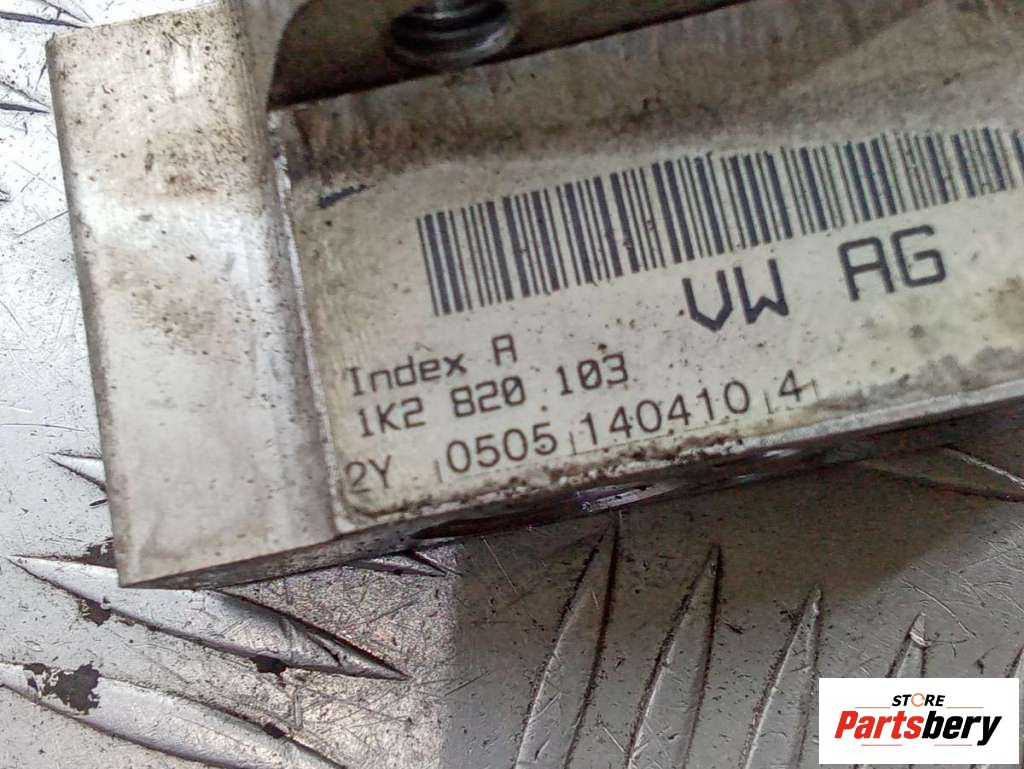 VW AG
Index A
1K2 820 103
2Y 0505 140410 4
STORE
Partsbery